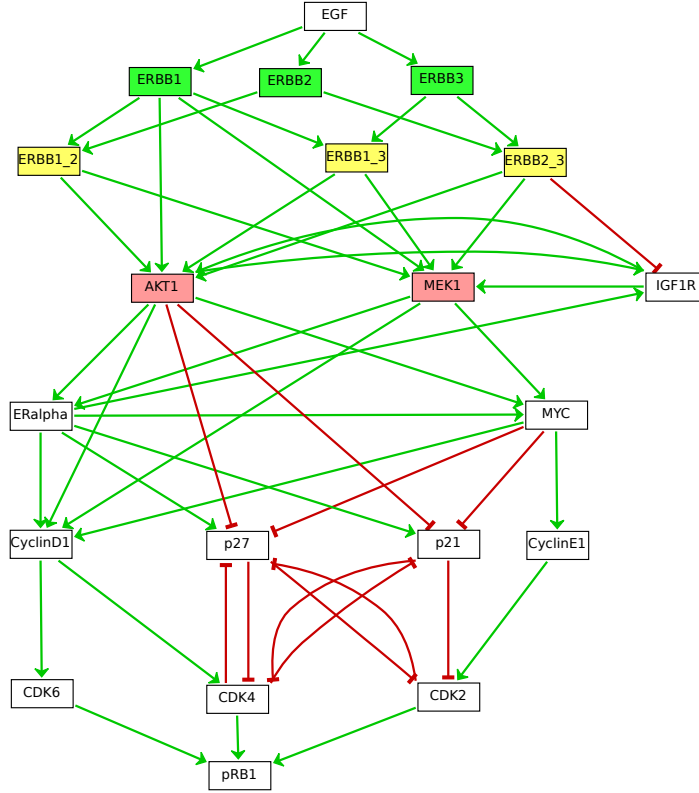 EGF
ERBB1
ERBB2
ERBB3
ERBB1_2
ERBB1_3
ERBB2_3
AKT1
MEK1
IGF1R
ERalpha
MYC
CyclinD1
p27
p21
CyclinE1
CDK6
CDK4
CDK2
pRB1